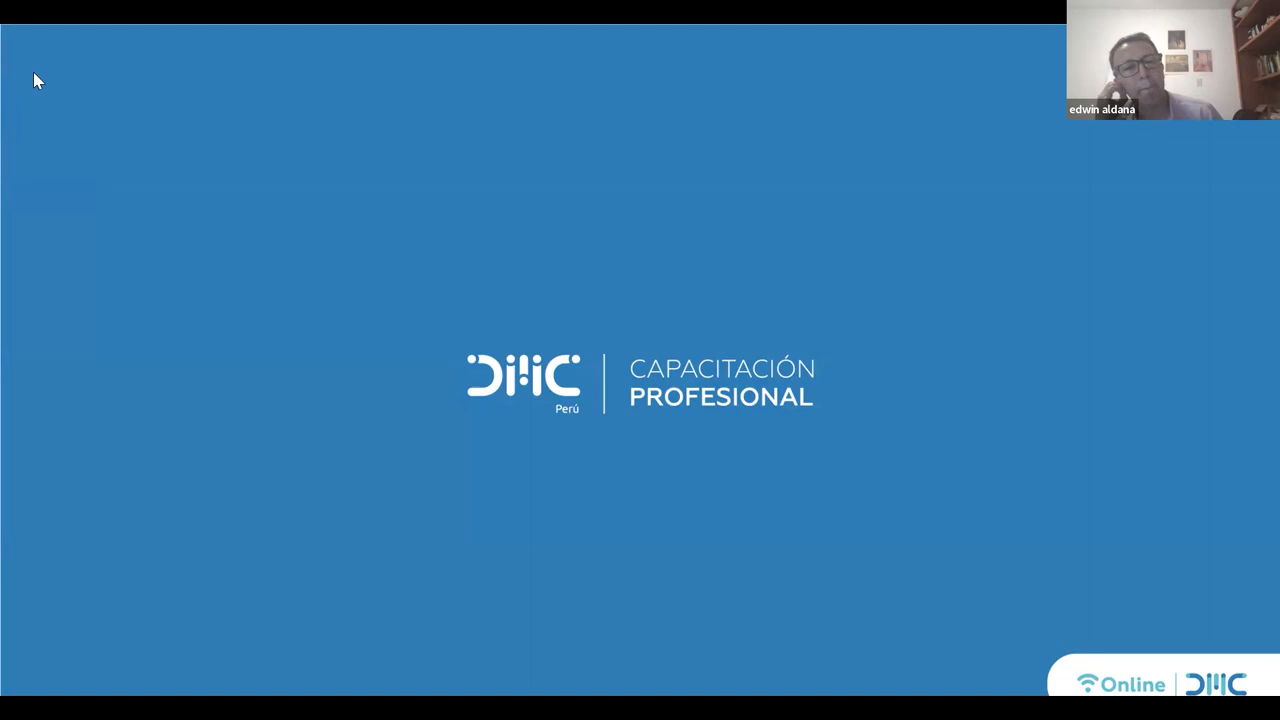 edwin aldana
DMC
Perú
CAPACITACIÓN
PROFESIONAL
Online
DMC